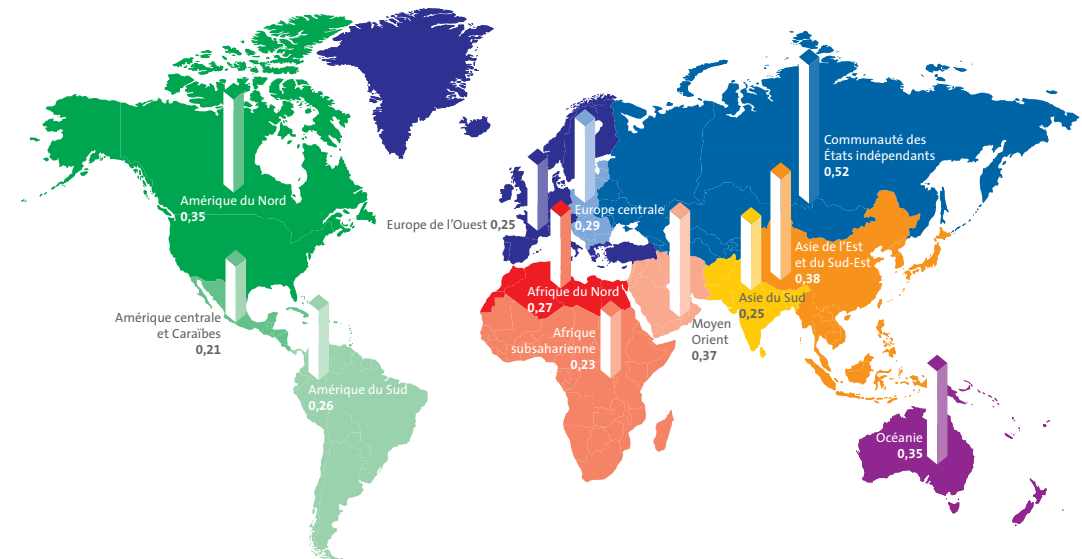 Communauté des
États indépendants
0,52
Amérique du Nord
0,35
Europe de l'Ouest 0,25
Europe centrale
0,29
Asie de l'Est
et du Sud-Est
0,38
Afrique du Nord
0,27
Asie du Sud
0,25
Amérique centrale
et Caraïbes
0,21
Moyen
Orient
0,37
Afrique
subsaharienne
0,23
Amérique du Sud
0,26
Océanie
0,35